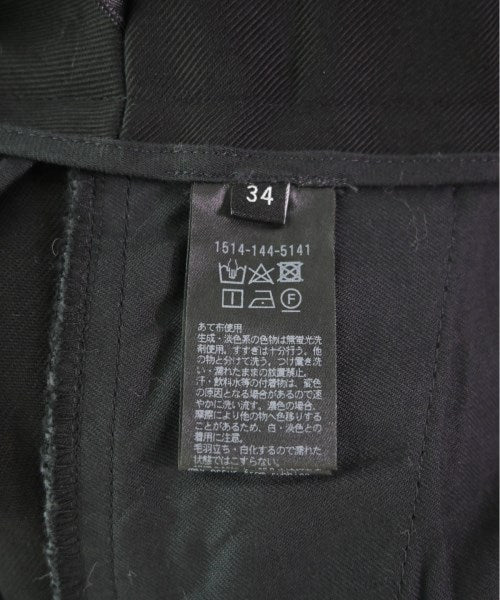 34
1514-144-5141
F
あて布使用
生成・淡色系の色物は無蛍光洗
剤使用。すすぎは十分行う。他
の物と分けて洗う。つけ置き洗
い・濡れたままの放置禁止。
汗・飲料水等の付着物は、変色
の原因となる場合があるので速
やかに洗い流す。濃色の場合、
摩擦により他の物へ色移りする
ことがあるため、白・淡色との
着用に注意。
毛羽立ち・白化するので濡れた
状態ではこすらない。